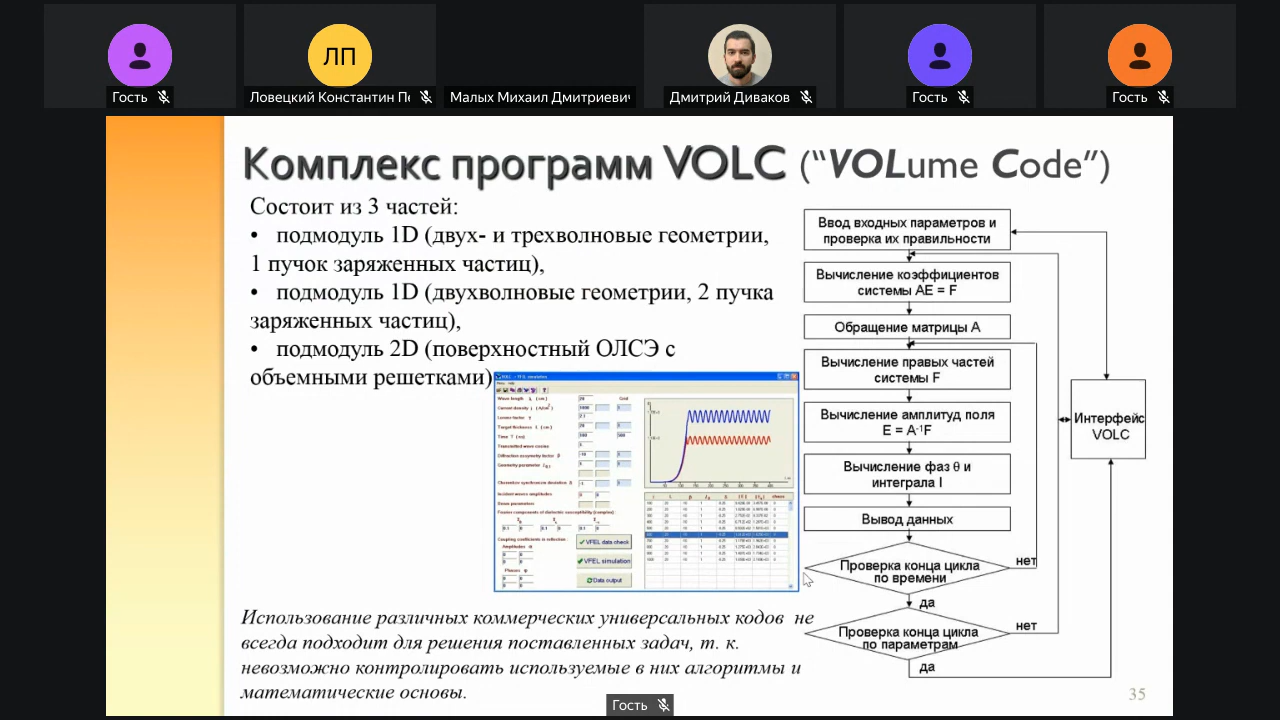 Гость
ЛП
Ловецкий Константин Пе
Малых Михаил Дмитриевич
Дмитрий Диваков
Гость
Гость
Комплекс программ VOLC (“VOLume Code”)
Состоит из 3 частей:
• подмодуль 1D (двух- и трехволновые геометрии,
1 пучок заряженных частиц),
• подмодуль 1D (двухволновые геометрии, 2 пучка
заряженных частиц),
• подмодуль 2D (поверхностный ОЛСЭ с
объемными решетками)
VFEL data check
VFEL simulation
Data output
Использование различных коммерческих универсальных кодов не
всегда подходит для решения поставленных задач, т. к.
невозможно контролировать используемые в них алгоритмы и
математические основы.
Ввод входных параметров и
проверка их правильности
Вычисление коэффициентов
системы AE = F
Обращение матрицы A
Вычисление правых частей
системы F
Вычисление амплитуд поля
E = A⁻¹F
Вычисление фаз θ и
интеграла I
Вывод данных
Проверка конца цикла
по времени
нет
да
Проверка конца цикла
по параметрам
нет
да
Интерфейс
VOLC
35
Гость